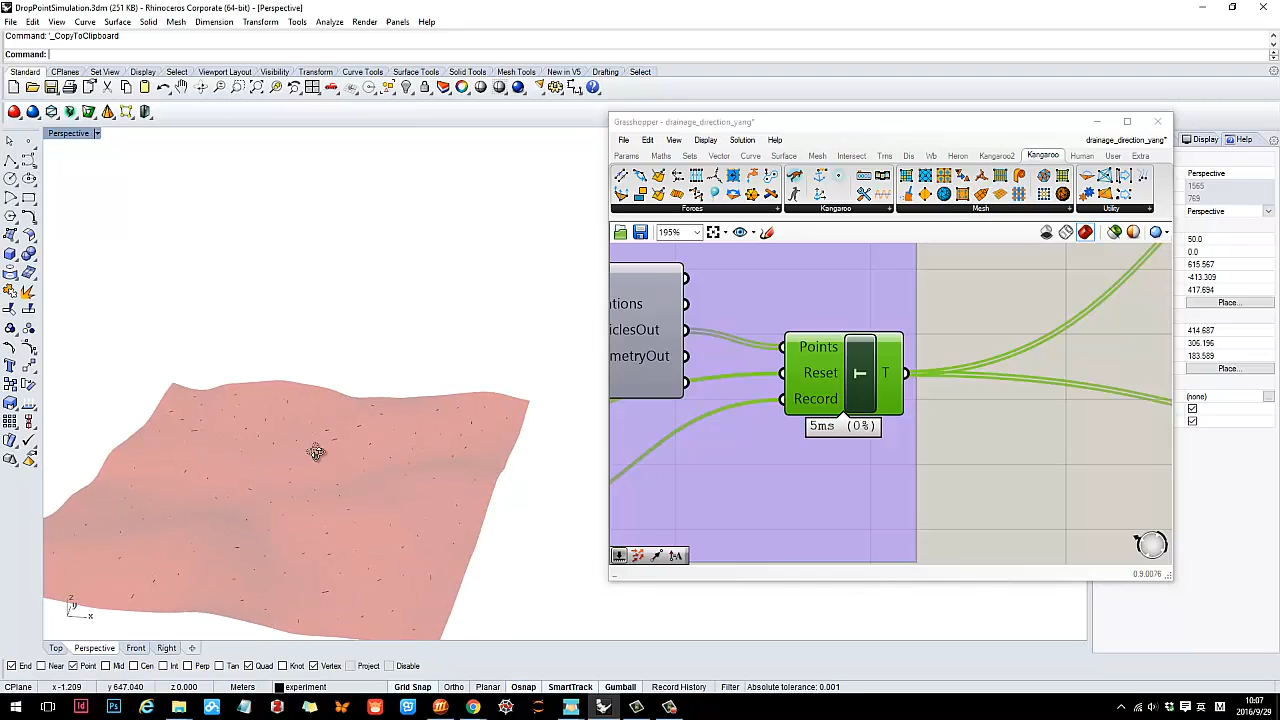 DropPointSimulation.3dm (251 KB) - Rhinoceros Corporate (64-bit) - [Perspective]
File Edit View Curve Surface Solid Mesh Dimension Transform Tools Analyze Render Panels Help
Command: '_CopyToClipboard
Command:
Standard CPlanes Set View Display Select Viewport Layout Visibility Transform Curve Tools Surface Tools Solid Tools Mesh Tools New in V5 Drafting Select
Perspective
Grasshopper - drainage_direction_yang*
File Edit View Display Solution Help drainage_direction_yang*
Params Maths Sets Vector Curve Surface Mesh Intersect Trns Dis Wb Heron Kangaroo2 Kangaroo Human User Extra
Forces Kangaroo Mesh Utility
195%
tions
iclesOut
metryOut
Points
Reset
Record
T
5ms (0%)
0.9.0076
Display Help
Perspective
1565
769
Perspective
50.0
0.0
615.567
-413.309
417.694
Place...
414.687
306.196
183.589
Place...
(none)
...
z
y
x
Top Perspective Front Right
End Near Point Mid Cen Int Perp Tan Quad Knot Vertex Project Disable
CPlane x -1.209 y 647.040 z 0.000 Meters experiment Grid Snap Ortho Planar Osnap SmartTrack Gumball Record History Filter Absolute tolerance: 0.001
10:07
2016/9/29